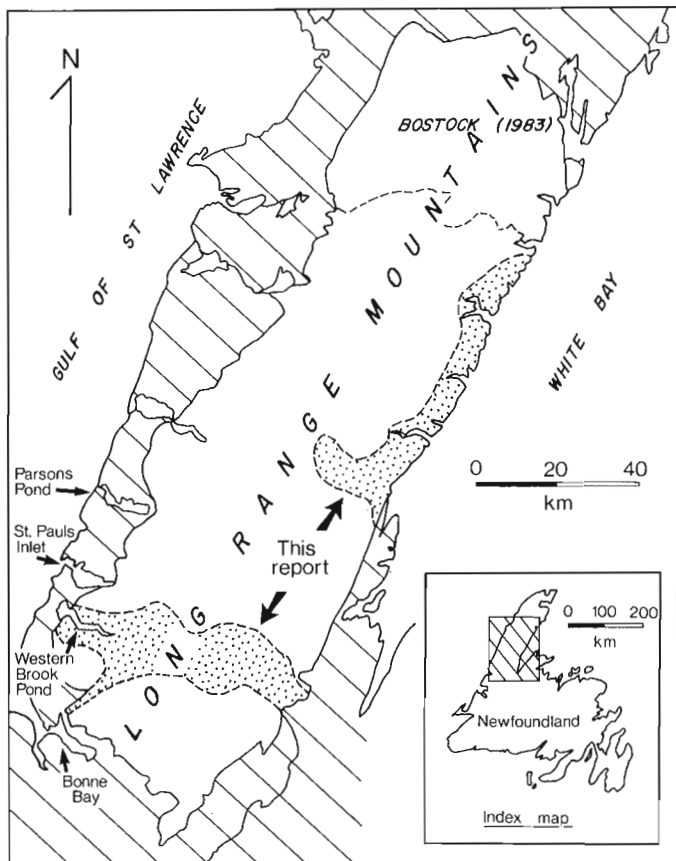 N
GULF OF ST LAWRENCE
BOSTOCK (1983)
LONG RANGE MOUNTAINS
WHITE BAY
0 20 40
km
Parsons
Pond
St. Pauls
Inlet
This
report
Western
Brook
Pond
Bonne
Bay
0 100 200
km
Newfoundland
Index map